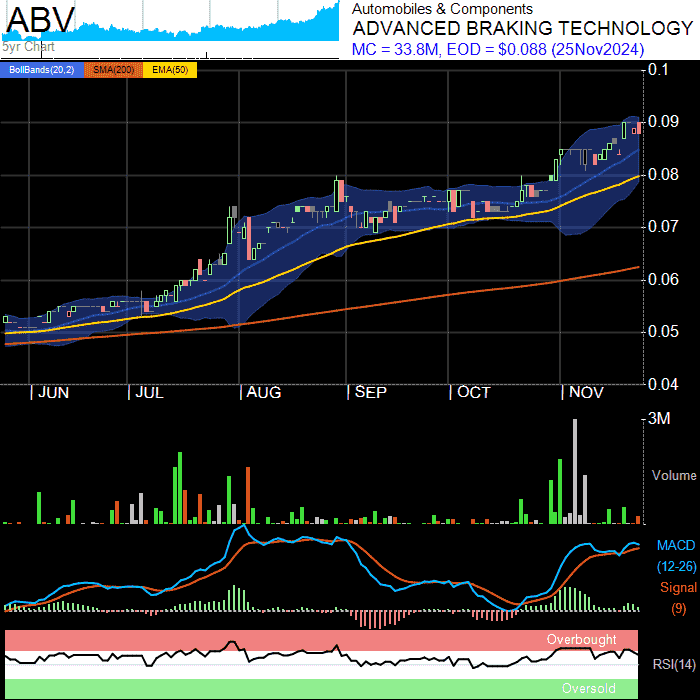 ABV
5yr Chart
Automobiles & Components
ADVANCED BRAKING TECHNOLOGY
MC = 33.8M, EOD = $0.088 (25Nov2024)
BollBands(20,2) SMA(200) EMA(50)
0.1
0.09
0.08
0.07
0.06
0.05
0.04
JUN JUL AUG SEP OCT NOV
3M
Volume
MACD
(12-26)
Signal
(9)
Overbought
RSI(14)
Oversold